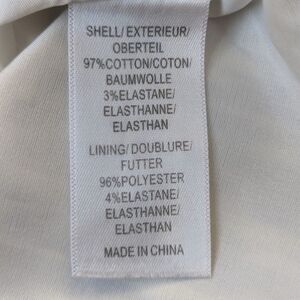 SHELL/ EXTERIEUR/
OBERTEIL
97%COTTON/COTON/
BAUMWOLLE
3%ELASTANE/
ELASTHANNE/
ELASTHAN
LINING/ DOUBLURE/
FUTTER
96%POLYESTER
4%ELASTANE/
ELASTHANNE/
ELASTHAN
MADE IN CHINA